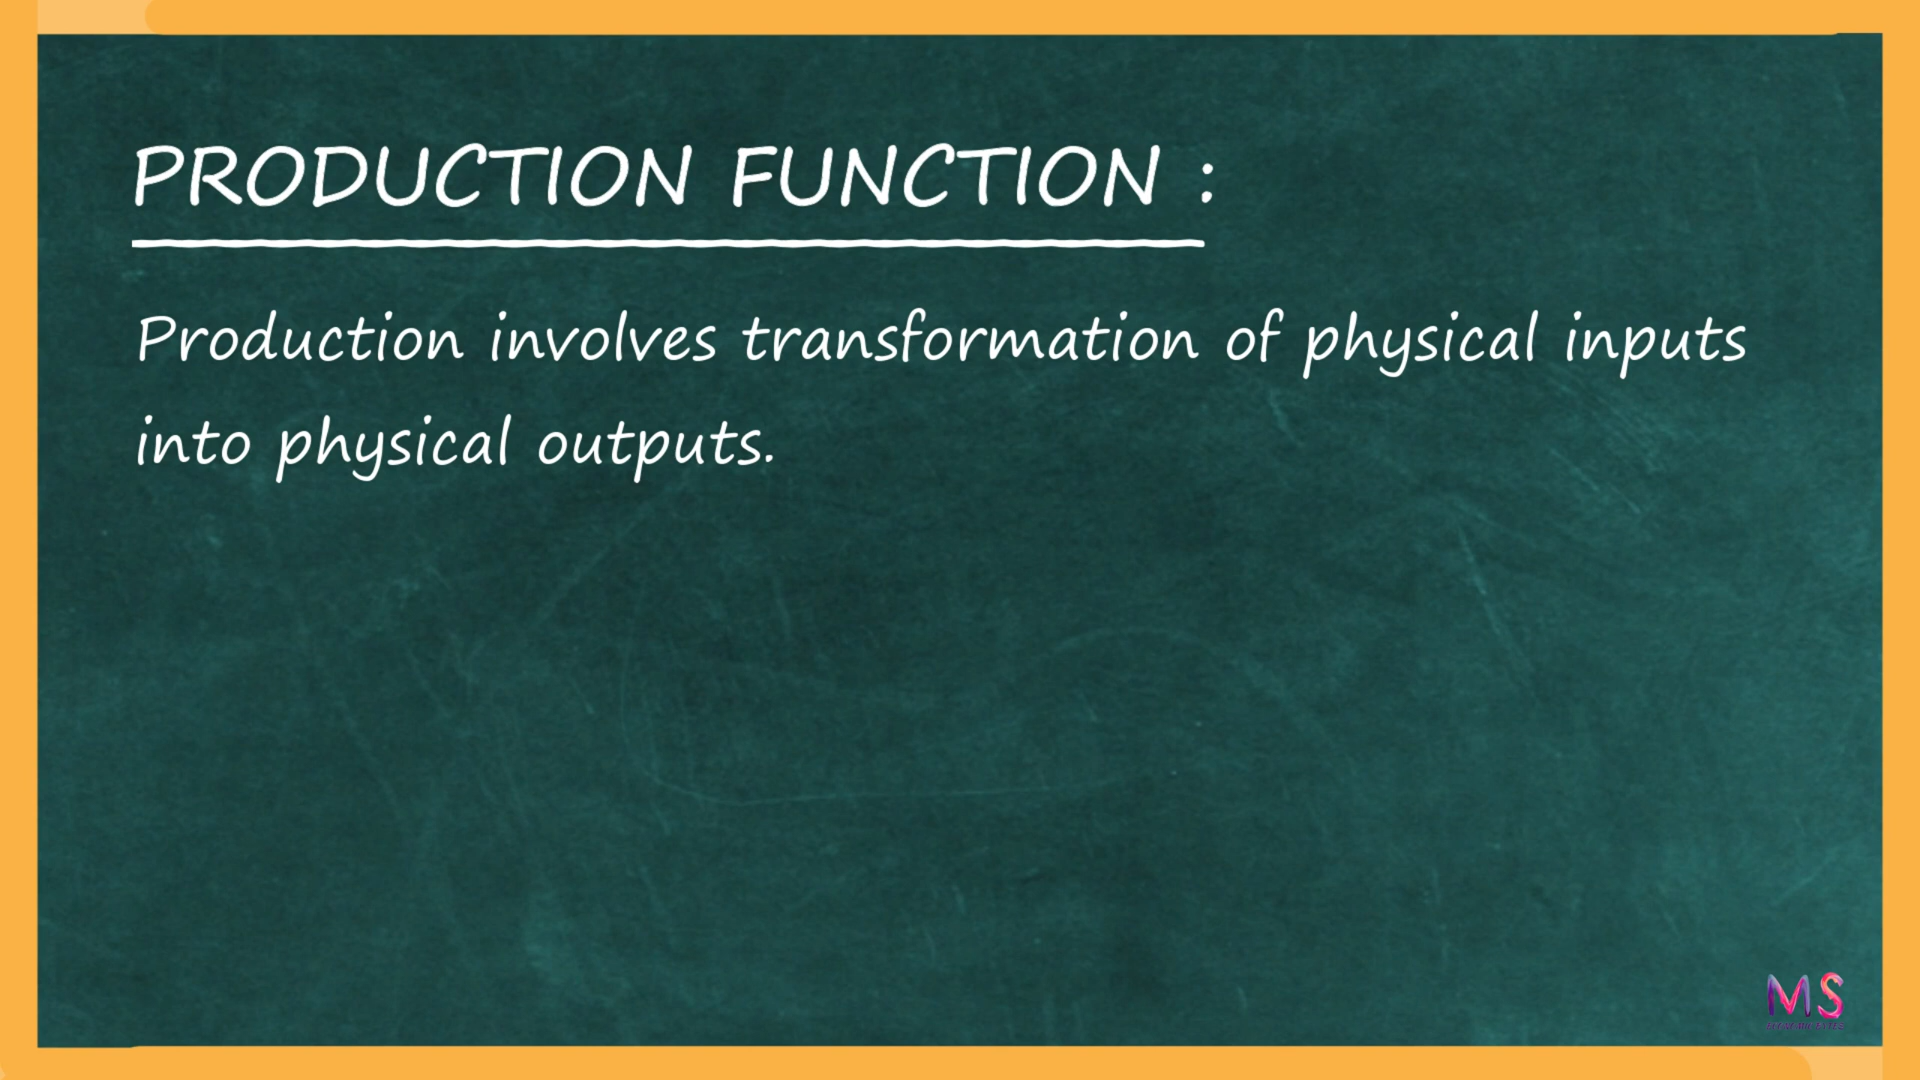 PRODUCTION FUNCTION :
Production involves transformation of physical inputs
into physical outputs.
MS